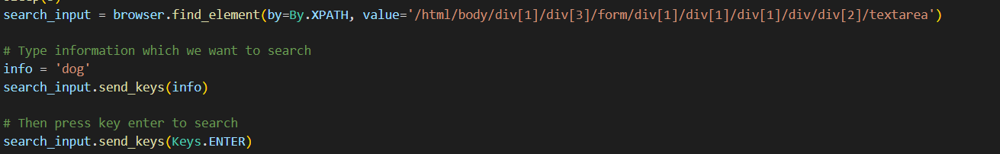 search_input = browser.find_element(by=By.XPATH, value='/html/body/div[1]/div[3]/form/div[1]/div[1]/div[1]/div/div[2]/textarea')
# Type information which we want to search
info = 'dog'
search_input.send_keys(info)
# Then press key enter to search
search_input.send_keys(Keys.ENTER)